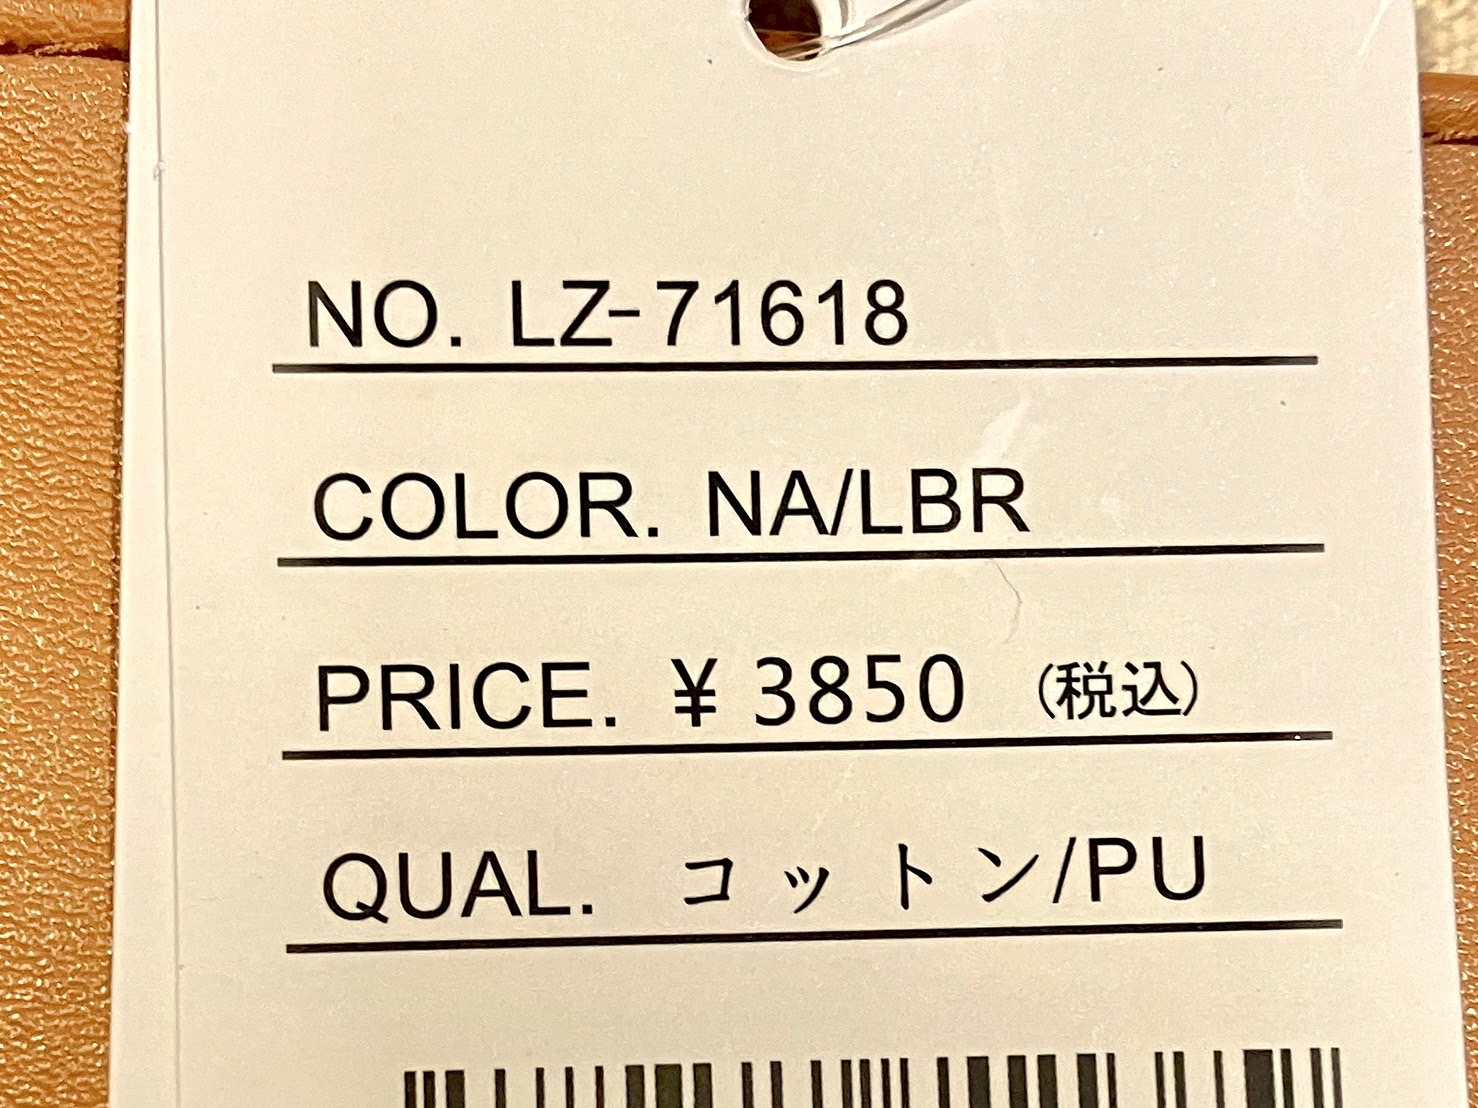 NO. LZ-71618
COLOR. NA/LBR
PRICE. ¥3850 (税込)
QUAL. コットン/PU